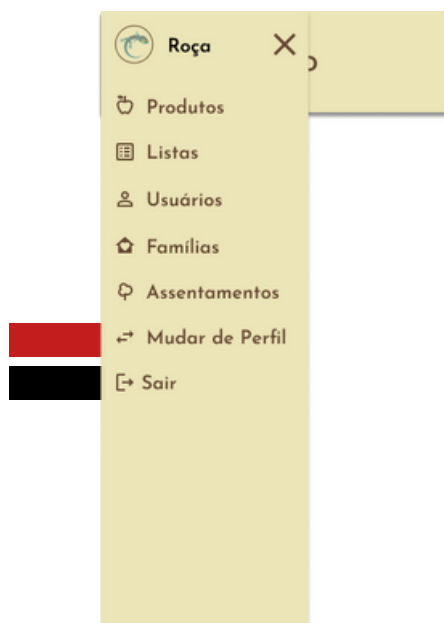 Roça
Produtos
Listas
Usuários
Famílias
Assentamentos
Mudar de Perfil
Sair